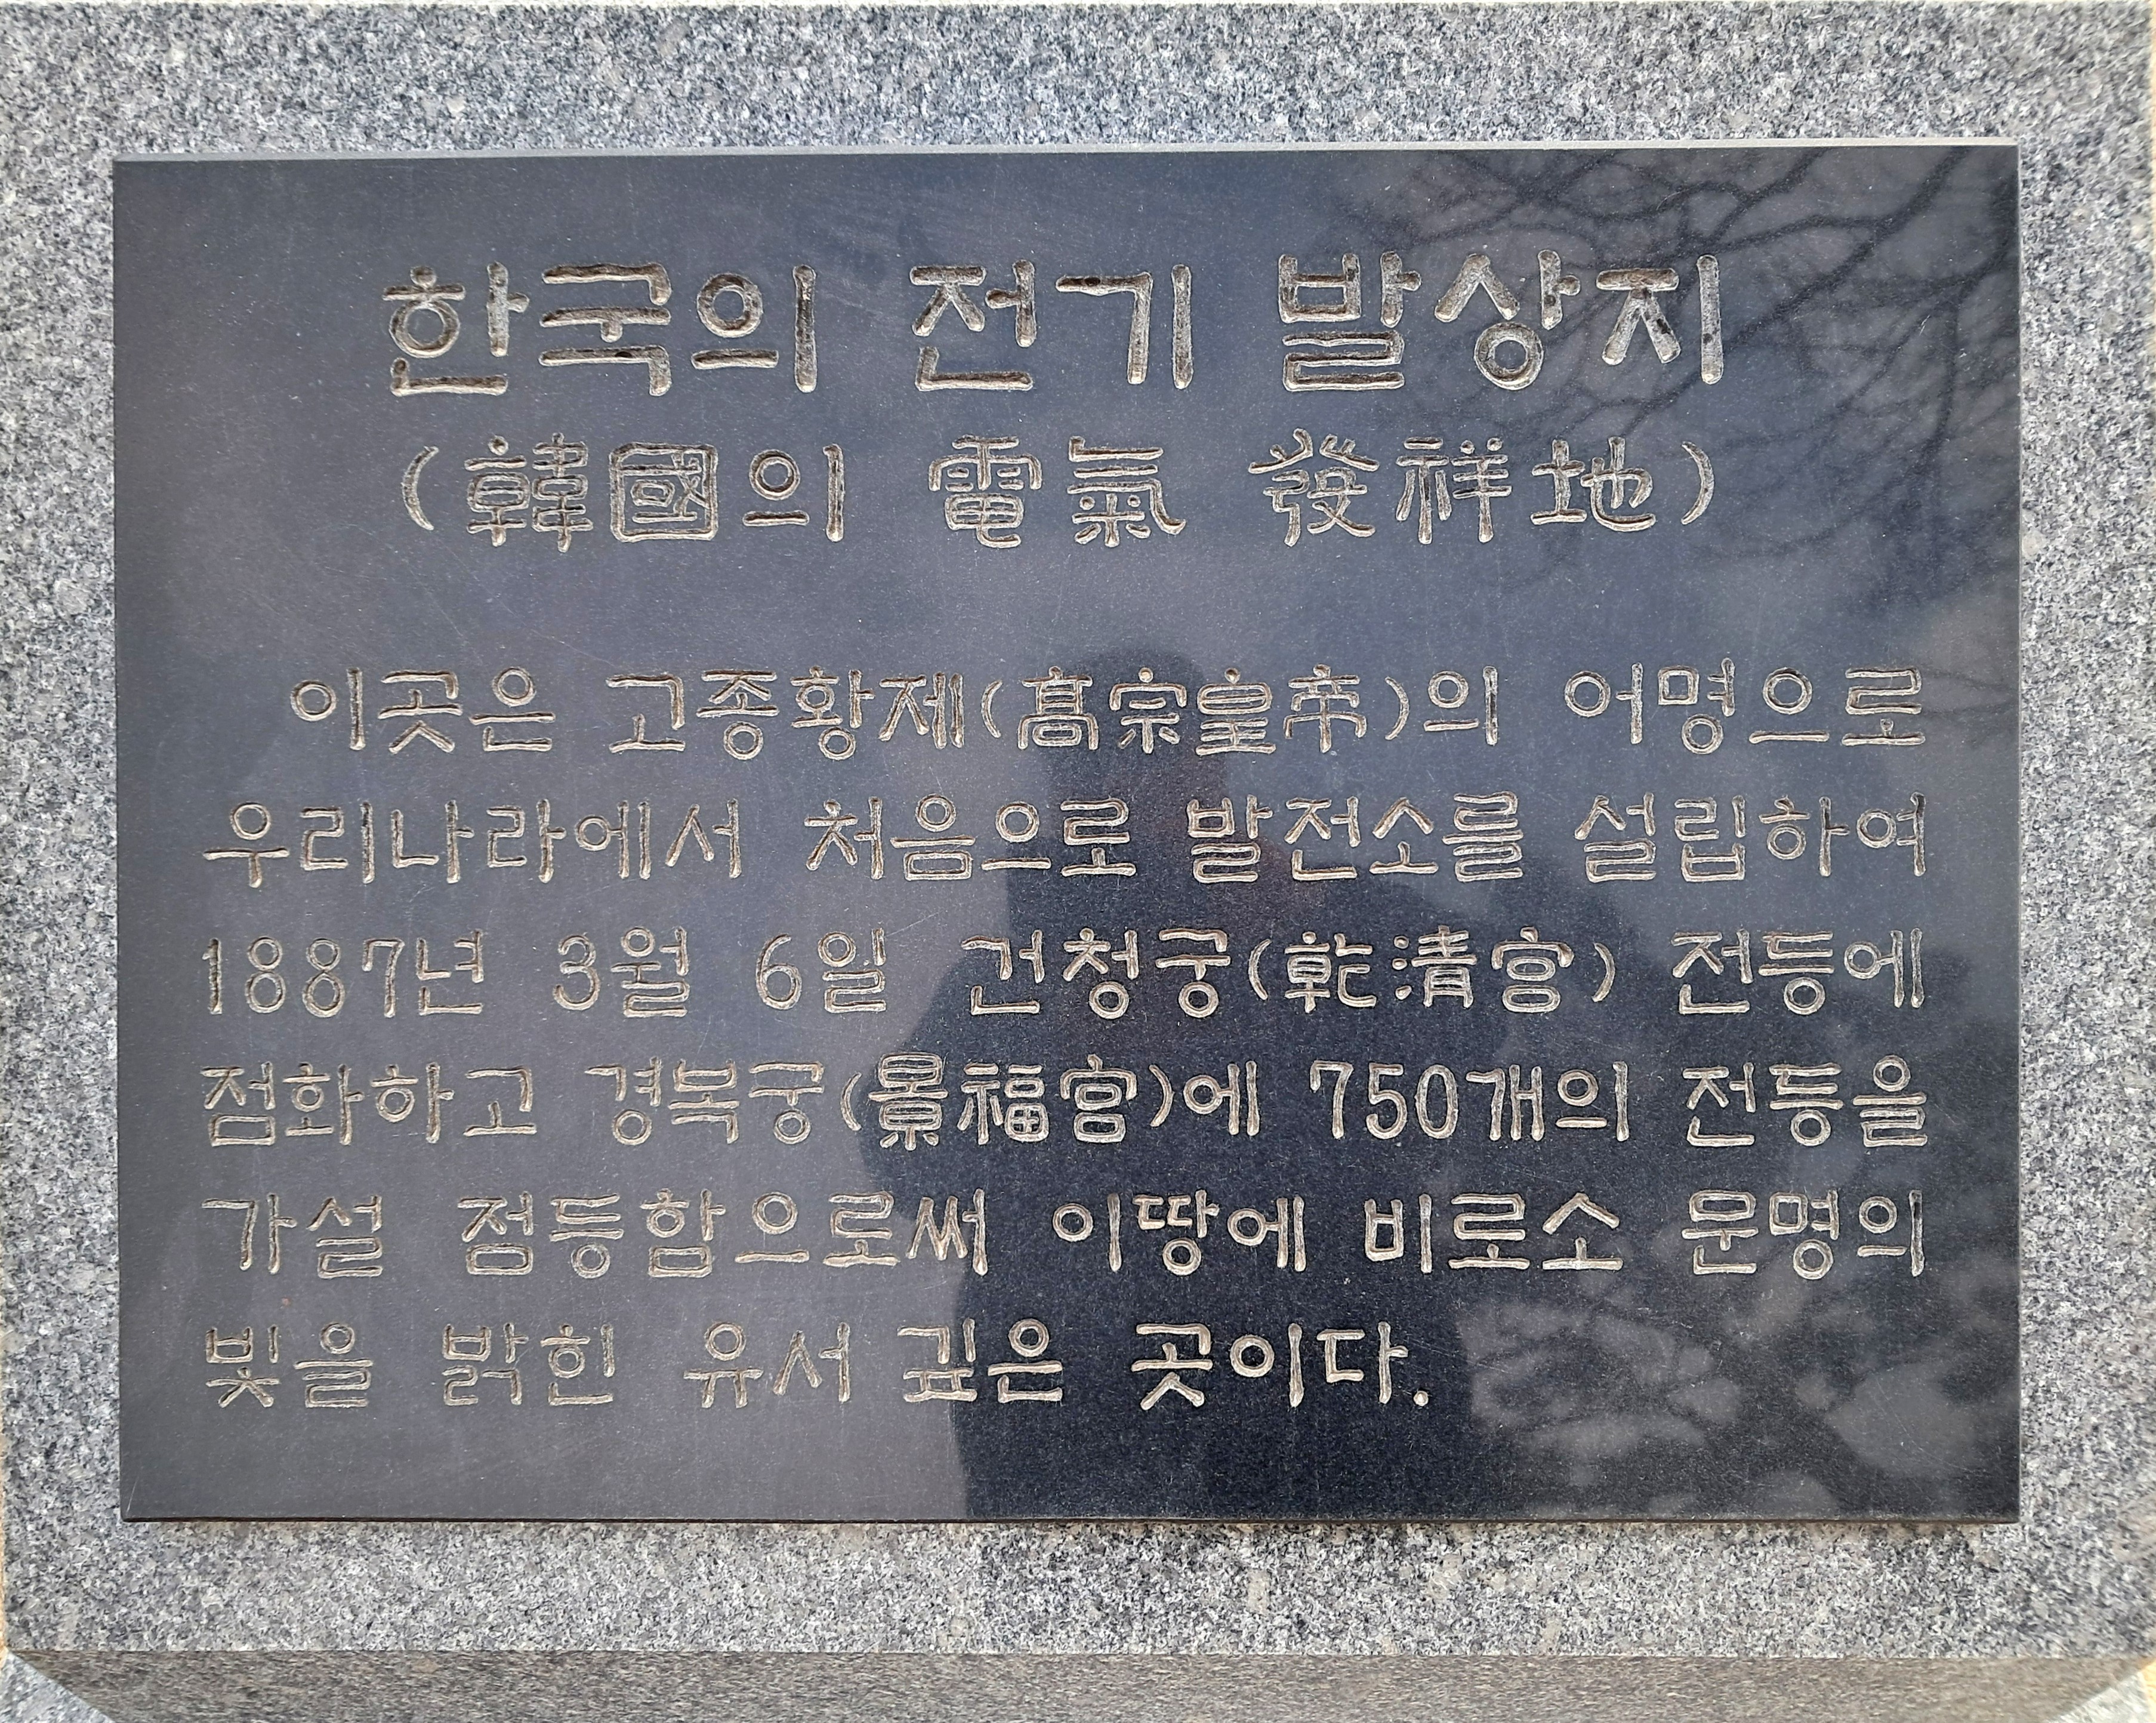 한국의 전기 발상지
(韓國의 電氣 發祥地)
이곳은 고종황제(高宗皇帝)의 어명으로
우리나라에서 처음으로 발전소를 설립하여
1887년 3월 6일 건청궁(乾淸宮) 전등에
점화하고 경복궁(景福宮)에 750개의 전등을
가설 점등함으로써 이땅에 비로소 문명의
빛을 밝힌 유서 깊은 곳이다.